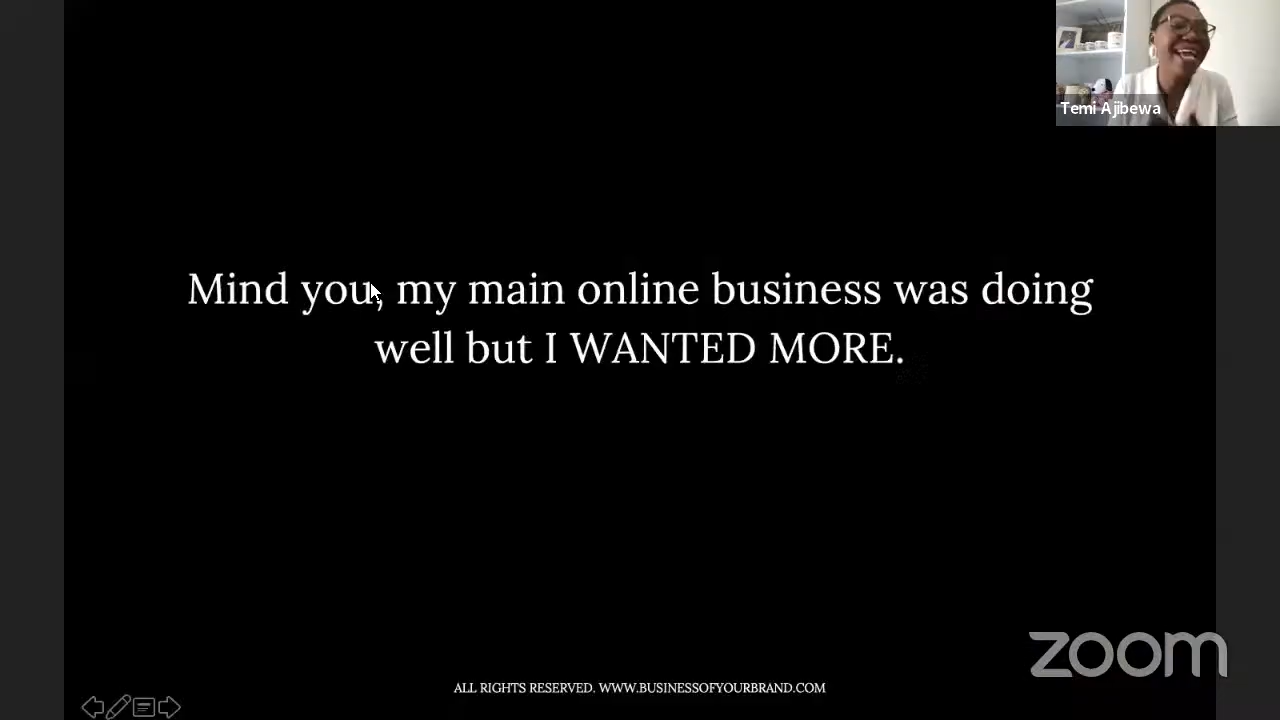 Temi Ajibewa
Mind you, my main online business was doing
well but I WANTED MORE.
zoom
ALL RIGHTS RESERVED. WWW.BUSINESSOFYOURBRAND.COM